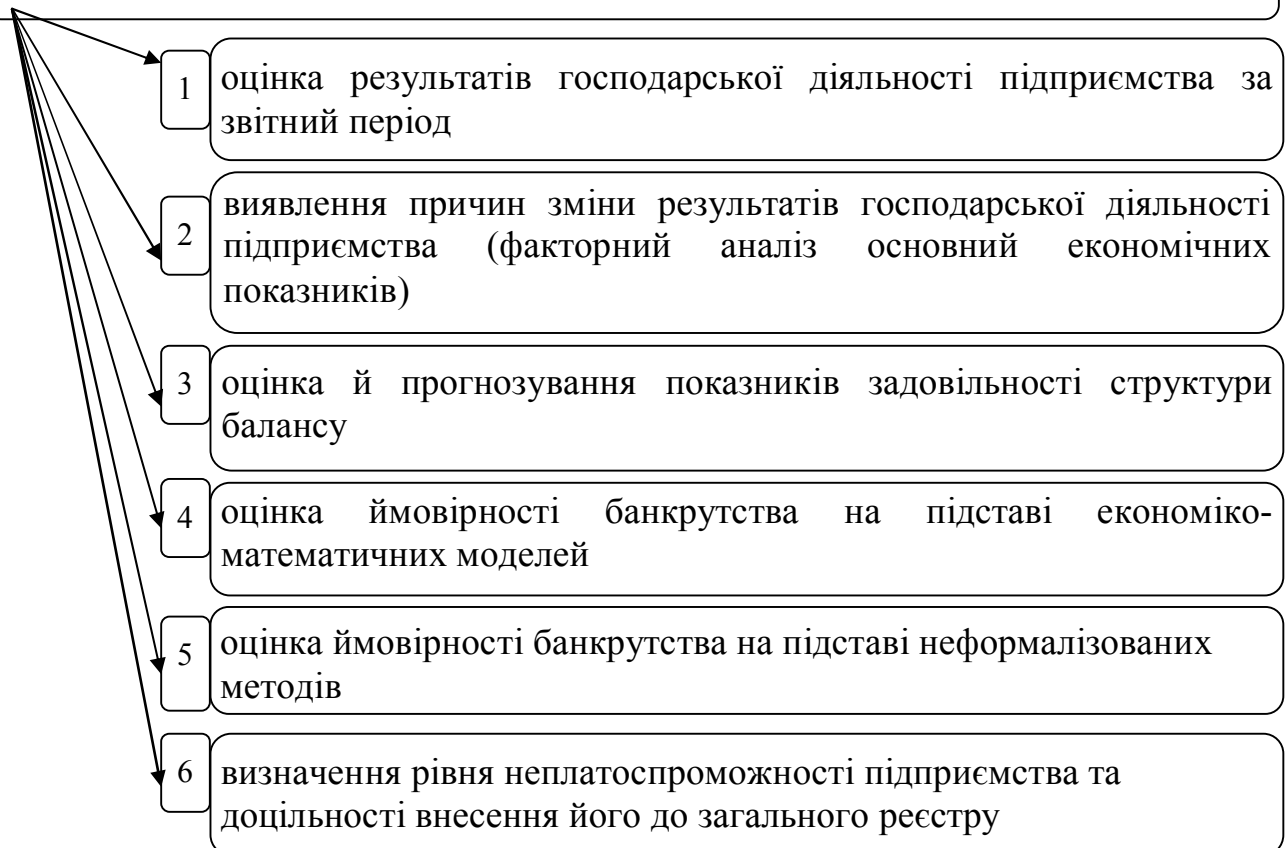 1
оцінка результатів господарської діяльності підприємства за
звітний період
2
виявлення причин зміни результатів господарської діяльності
підприємства (факторний аналіз основний економічних
показників)
3
оцінка й прогнозування показників задовільності структури
балансу
4
оцінка ймовірності банкрутства на підставі економіко-
математичних моделей
5
оцінка ймовірності банкрутства на підставі неформалізованих
методів
6
визначення рівня неплатоспроможності підприємства та
доцільності внесення його до загального реєстру